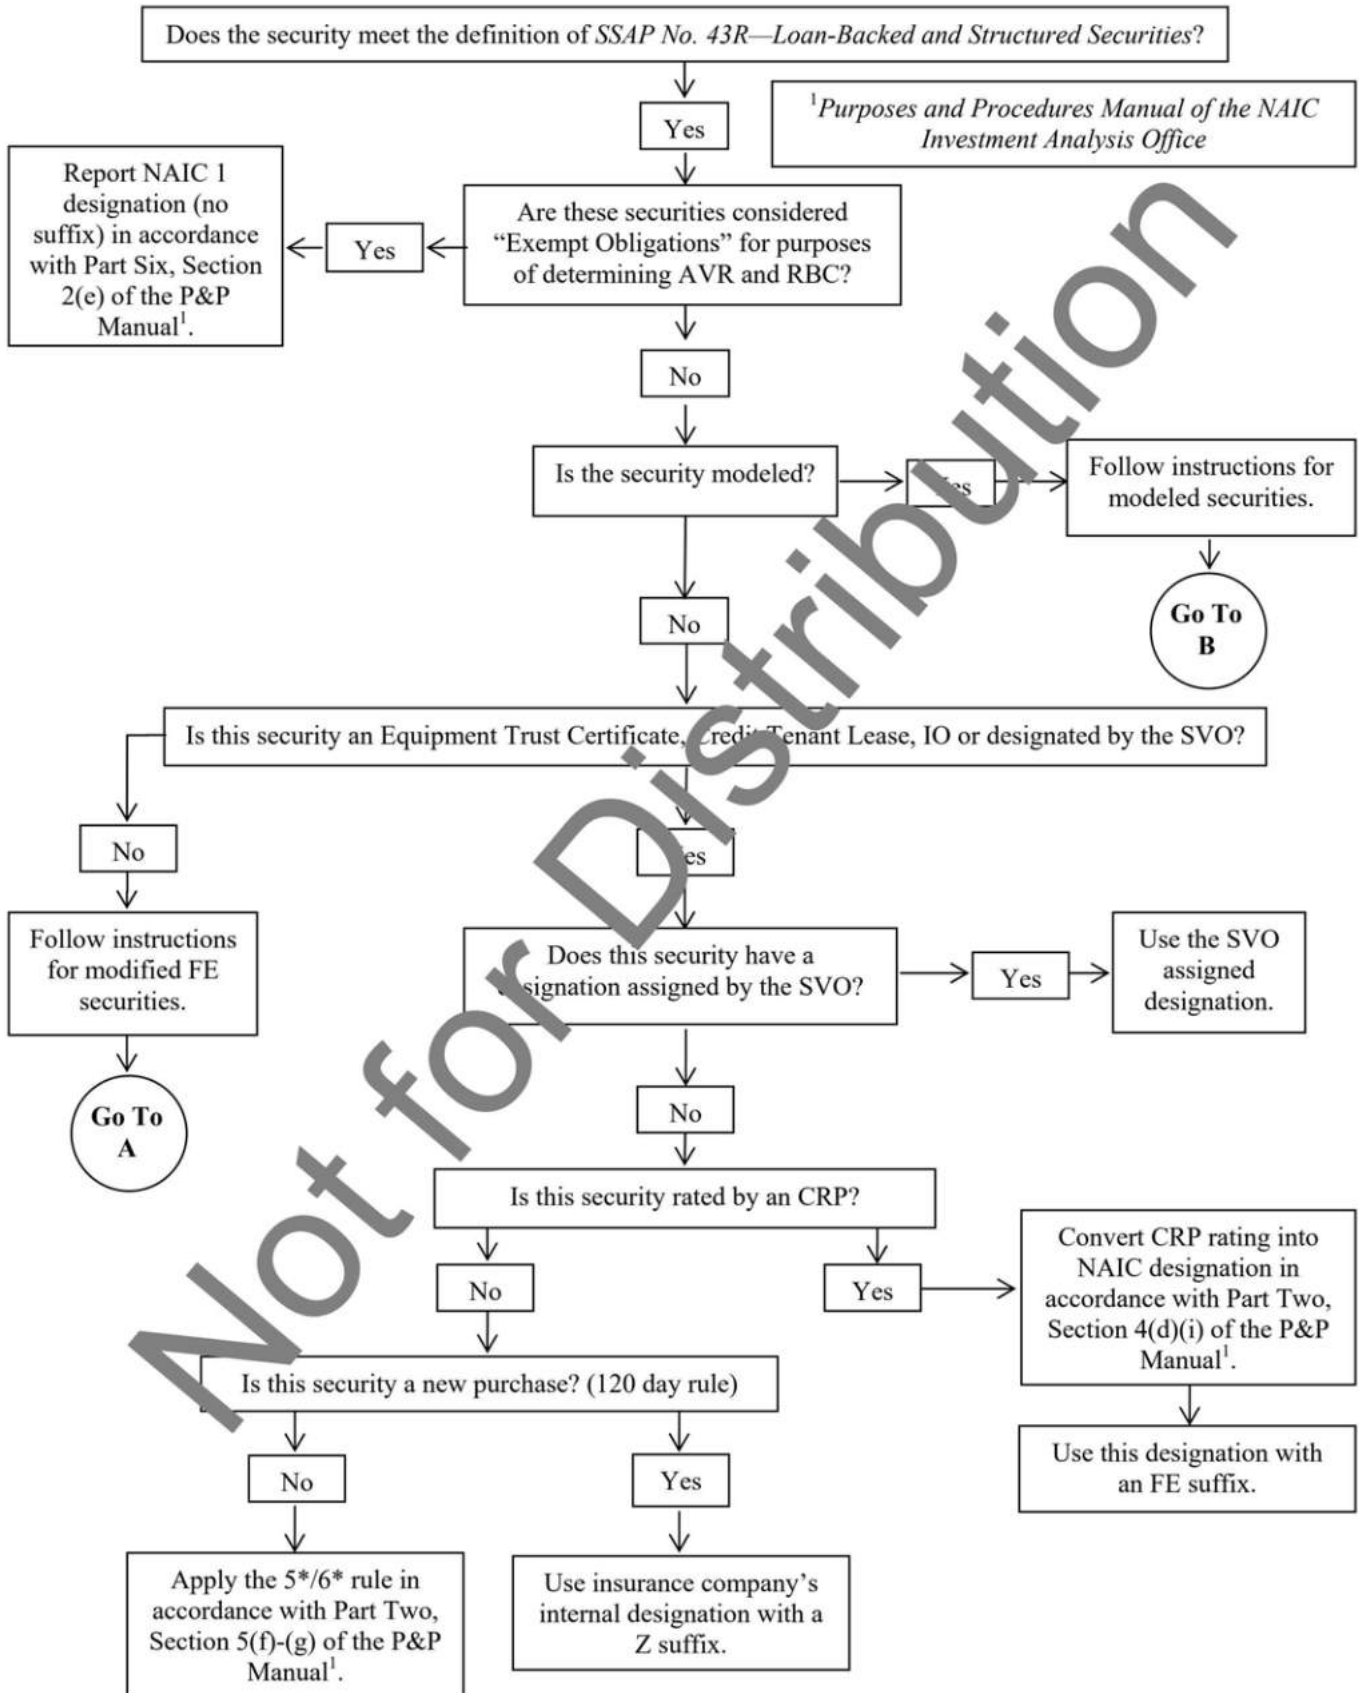 Does the security meet the definition of SSAP No. 43R—Loan-Backed and Structured Securities?
Yes
¹Purposes and Procedures Manual of the NAIC
Investment Analysis Office
Are these securities considered
“Exempt Obligations” for purposes
of determining AVR and RBC?
Yes
Report NAIC 1
designation (no
suffix) in accordance
with Part Six, Section
2(e) of the P&P
Manual¹.
No
Is the security modeled?
Yes
Follow instructions for
modeled securities.
Go To
B
No
Is this security an Equipment Trust Certificate, Credit Tenant Lease, IO or designated by the SVO?
No
Follow instructions
for modified FE
securities.
Go To
A
Yes
Does this security have a
designation assigned by the SVO?
Yes
Use the SVO
assigned
designation.
No
Is this security rated by an CRP?
No
Yes
Convert CRP rating into
NAIC designation in
accordance with Part Two,
Section 4(d)(i) of the P&P
Manual¹.
Use this designation with
an FE suffix.
Is this security a new purchase? (120 day rule)
No
Yes
Apply the 5*/6* rule in
accordance with Part Two,
Section 5(f)-(g) of the P&P
Manual¹.
Use insurance company’s
internal designation with a
Z suffix.
Not for Distribution